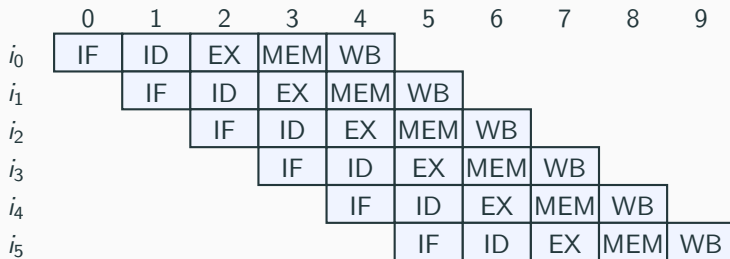 0 1 2 3 4 5 6 7 8 9
i0 IF ID EX MEM WB
i1 IF ID EX MEM WB
i2 IF ID EX MEM WB
i3 IF ID EX MEM WB
i4 IF ID EX MEM WB
i5 IF ID EX MEM WB